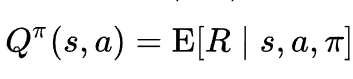 Q^π(s, a) = E[R | s, a, π]